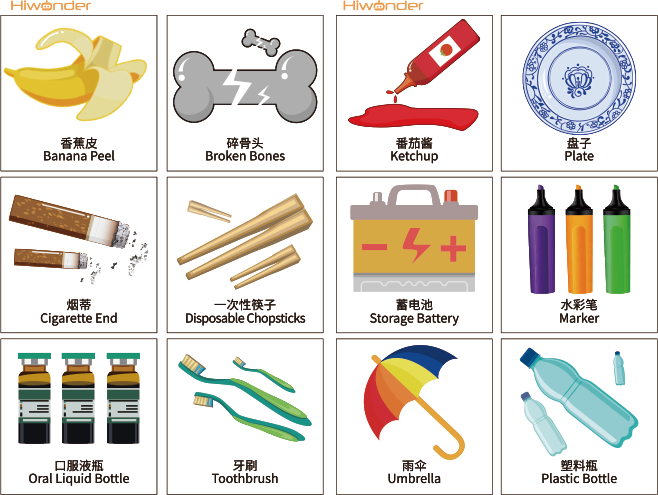 Hiwonder
Hiwonder
香蕉皮
Banana Peel
碎骨头
Broken Bones
番茄酱
Ketchup
盘子
Plate
烟蒂
Cigarette End
一次性筷子
Disposable Chopsticks
蓄电池
Storage Battery
水彩笔
Marker
口服液瓶
Oral Liquid Bottle
牙刷
Toothbrush
雨伞
Umbrella
塑料瓶
Plastic Bottle